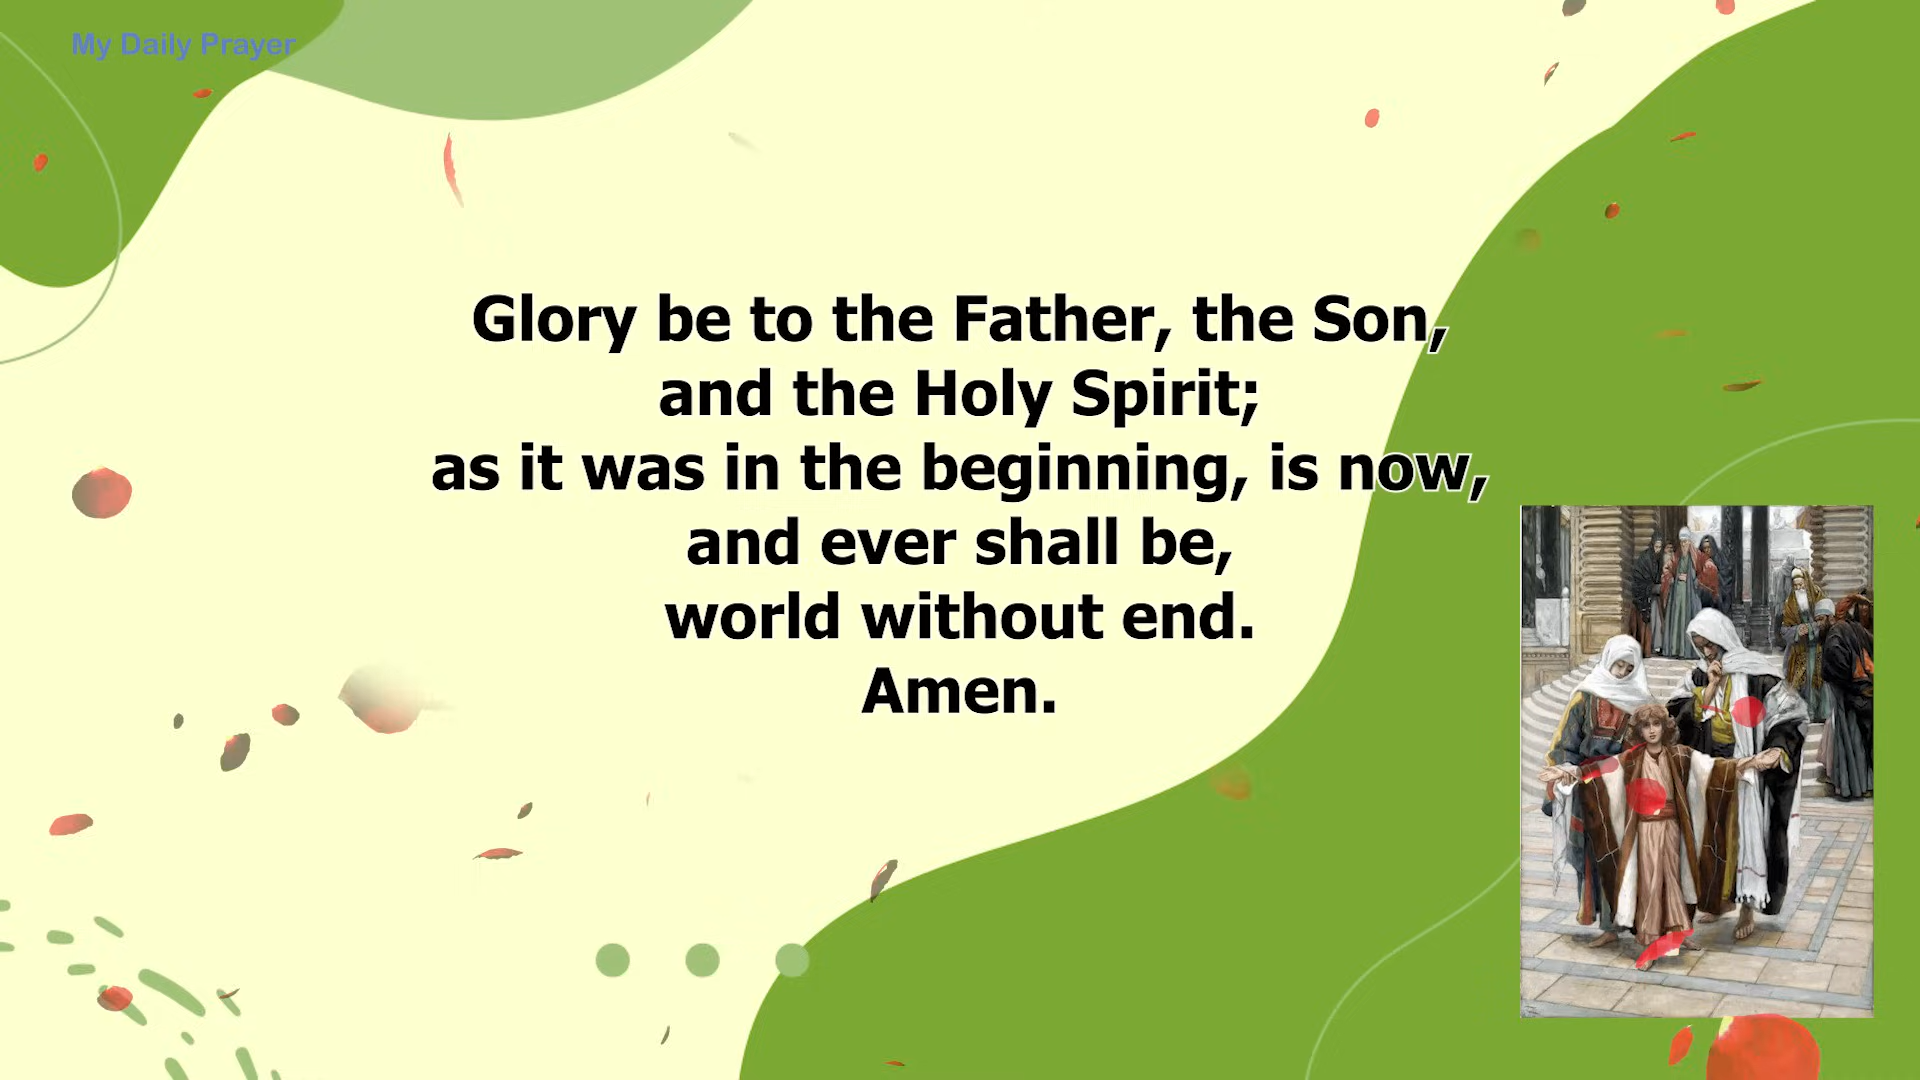 My Daily Prayer
Glory be to the Father, the Son,
and the Holy Spirit;
as it was in the beginning, is now,
and ever shall be,
world without end.
Amen.